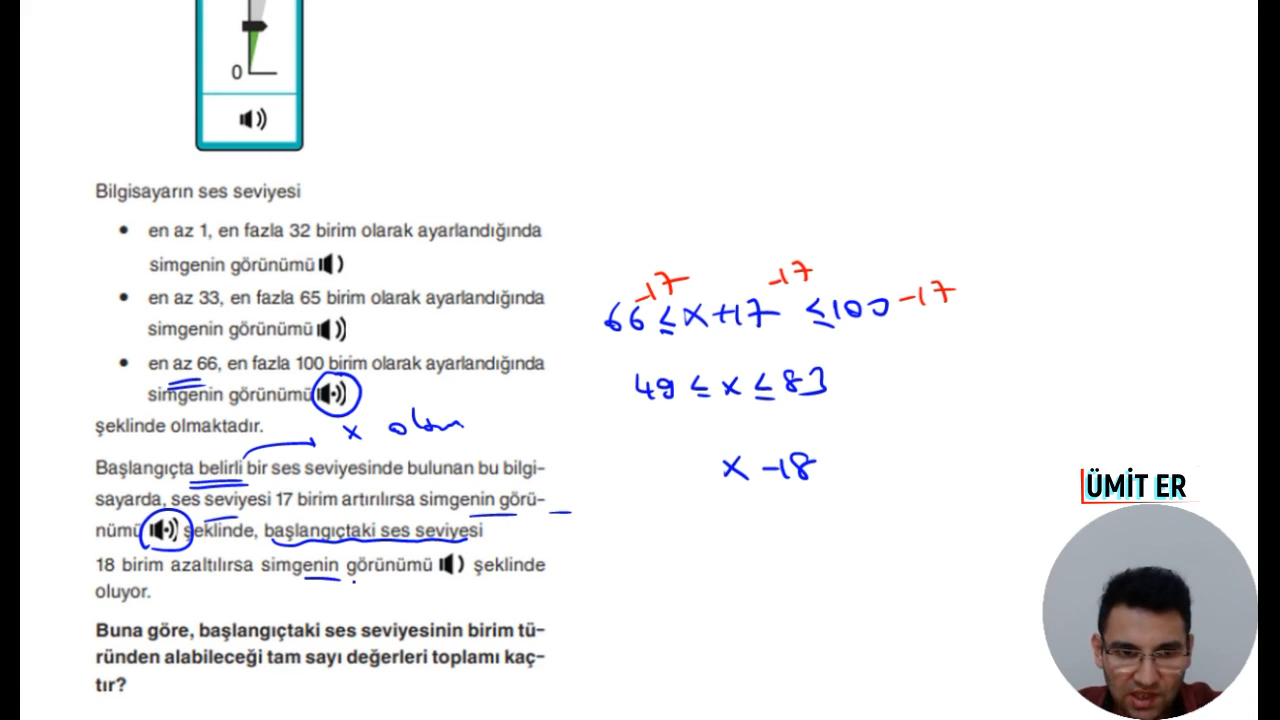 0
Bilgisayarın ses seviyesi
• en az 1, en fazla 32 birim olarak ayarlandığında
simgenin görünümü
• en az 33, en fazla 65 birim olarak ayarlandığında
simgenin görünümü
• en az 66, en fazla 100 birim olarak ayarlandığında
simgenin görünümü
şeklinde olmaktadır.
x olsun
Başlangıçta belirli bir ses seviyesinde bulunan bu bilgi-
sayarda, ses seviyesi 17 birim artırılırsa simgenin görü-
nümü şeklinde, başlangıçtaki ses seviyesi
18 birim azaltılırsa simgenin görünümü şeklinde
oluyor.
Buna göre, başlangıçtaki ses seviyesinin birim tü-
ründen alabileceği tam sayı değerleri toplamı kaç-
tır?
-17 -17 -17
66 ≤ x+17 ≤ 100
49 ≤ x ≤ 83
x -18
ÜMİT ER